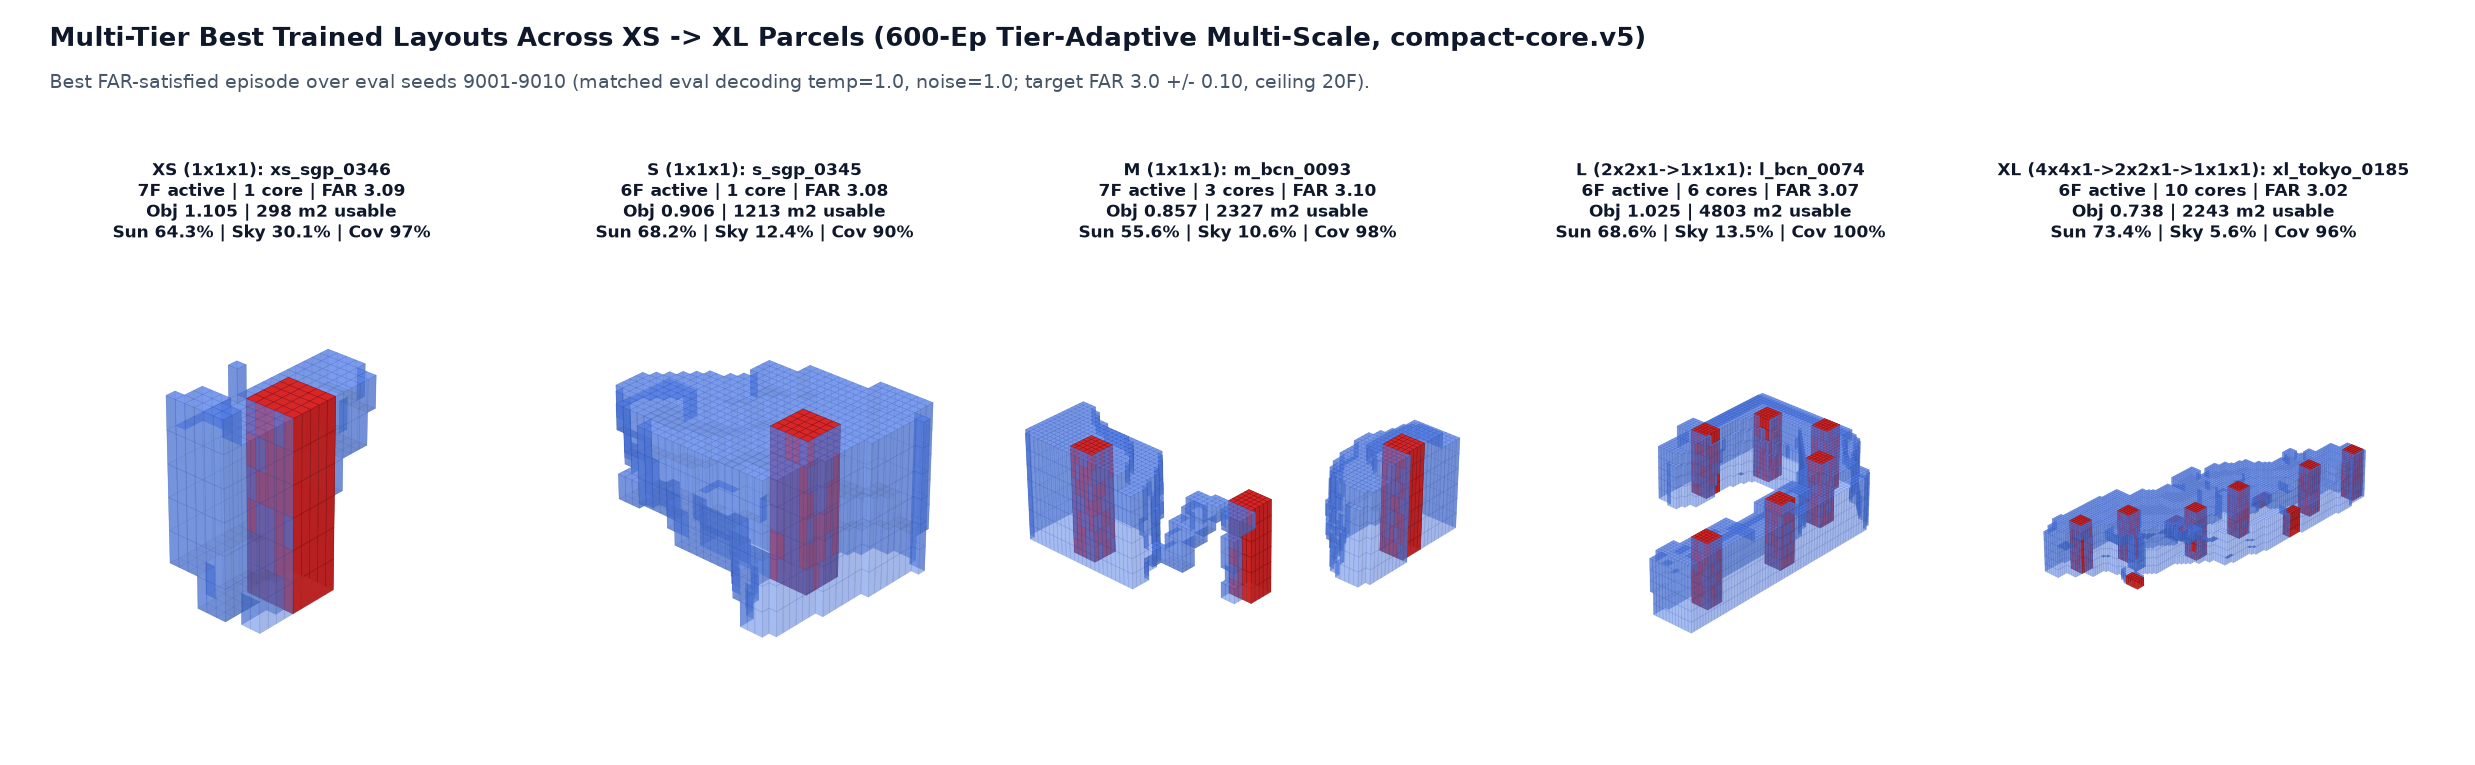 Multi-Tier Best Trained Layouts Across XS -> XL Parcels (600-Ep Tier-Adaptive Multi-Scale, compact-core.v5)
Best FAR-satisfied episode over eval seeds 9001-9010 (matched eval decoding temp=1.0, noise=1.0; target FAR 3.0 +/- 0.10, ceiling 20F).
XS (1x1x1): xs_sgp_0346
7F active | 1 core | FAR 3.09
Obj 1.105 | 298 m2 usable
Sun 64.3% | Sky 30.1% | Cov 97%
S (1x1x1): s_sgp_0345
6F active | 1 core | FAR 3.08
Obj 0.906 | 1213 m2 usable
Sun 68.2% | Sky 12.4% | Cov 90%
M (1x1x1): m_bcn_0093
7F active | 3 cores | FAR 3.10
Obj 0.857 | 2327 m2 usable
Sun 55.6% | Sky 10.6% | Cov 98%
L (2x2x1->1x1x1): l_bcn_0074
6F active | 6 cores | FAR 3.07
Obj 1.025 | 4803 m2 usable
Sun 68.6% | Sky 13.5% | Cov 100%
XL (4x4x1->2x2x1->1x1x1): xl_tokyo_0185
6F active | 10 cores | FAR 3.02
Obj 0.738 | 2243 m2 usable
Sun 73.4% | Sky 5.6% | Cov 96%